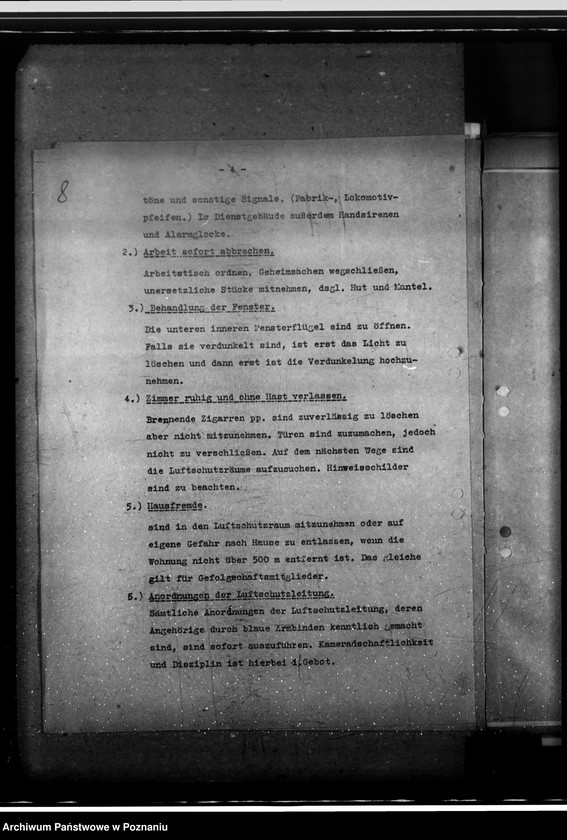 8
- 4 -
töne und sonstige Signale. (Fabrik-, Lokomotiv-
pfeifen.) Im Dienstgebäude außerdem Handsirenen
und Alarmglocke.
2.) Arbeit sofort abbrechen.
Arbeitstisch ordnen, Geheimsachen wegschließen,
unersetzliche Stücke mitnehmen, dsgl. Hut und Mantel.
3.) Behandlung der Fenster.
Die unteren inneren Fensterflügel sind zu öffnen.
Falls sie verdunkelt sind, ist erst das Licht zu
löschen und dann erst ist die Verdunkelung hochzu-
nehmen.
4.) Zimmer ruhig und ohne Hast verlassen.
Brennende Zigarren pp. sind zuverlässig zu löschen
aber nicht mitzunehmen. Türen sind zuzumachen, jedoch
nicht zu verschließen. Auf dem nächsten Wege sind
die Luftschutzräume aufzusuchen. Hinweisschilder
sind zu beachten.
5.) Hausfremde.
sind in den Luftschutzraum mitzunehmen oder auf
eigene Gefahr nach Hause zu entlassen, wenn die
Wohnung nicht über 500 m entfernt ist. Das gleiche
gilt für Gefolgschaftsmitglieder.
6.) Anordnungen der Luftschutzleitung.
Sämtliche Anordnungen der Luftschutzleitung, deren
Angehörige durch blaue Armbinden kenntlich gemacht
sind, sind sofort auszuführen. Kameradschaftlichkeit
und Disziplin ist hierbei 1.Gebot.
Archiwum Państwowe w Poznaniu